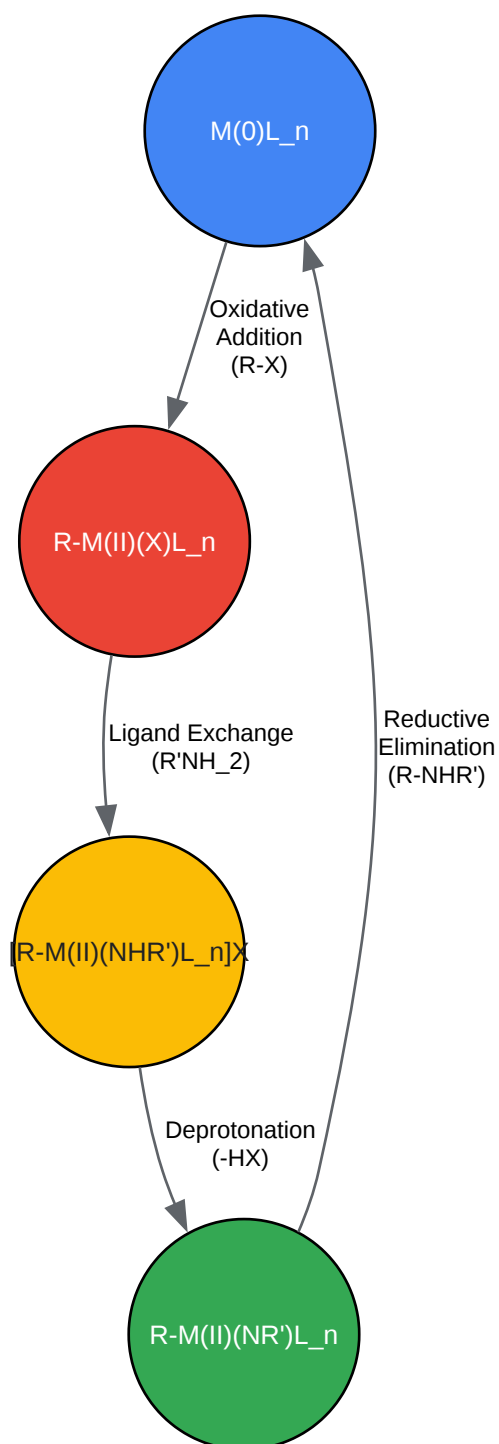 M(0)L_n
Oxidative
Addition
(R-X)
R-M(II)(X)L_n
Ligand Exchange
(R'NH_2)
Reductive
Elimination
(R-NHR')
[R-M(II)(NHR')L_n]X
Deprotonation
(-HX)
R-M(II)(NR')L_n